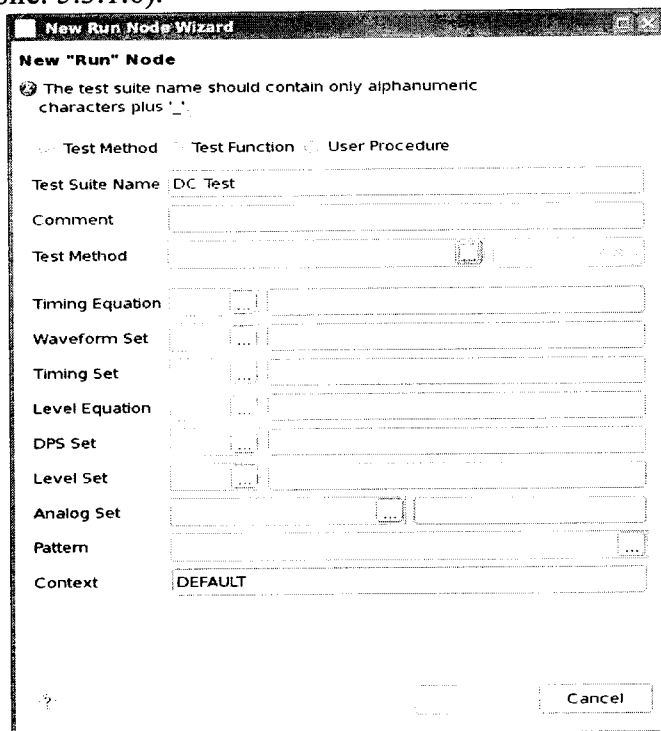 New Run Node Wizard
New "Run" Node
The test suite name should contain only alphanumeric
characters plus '_'.
Test Method Test Function User Procedure
Test Suite Name DC Test
Comment
Test Method ...
Timing Equation ...
Waveform Set ...
Timing Set ...
Level Equation ...
DPS Set ...
Level Set ...
Analog Set ...
Pattern ...
Context DEFAULT
? Cancel